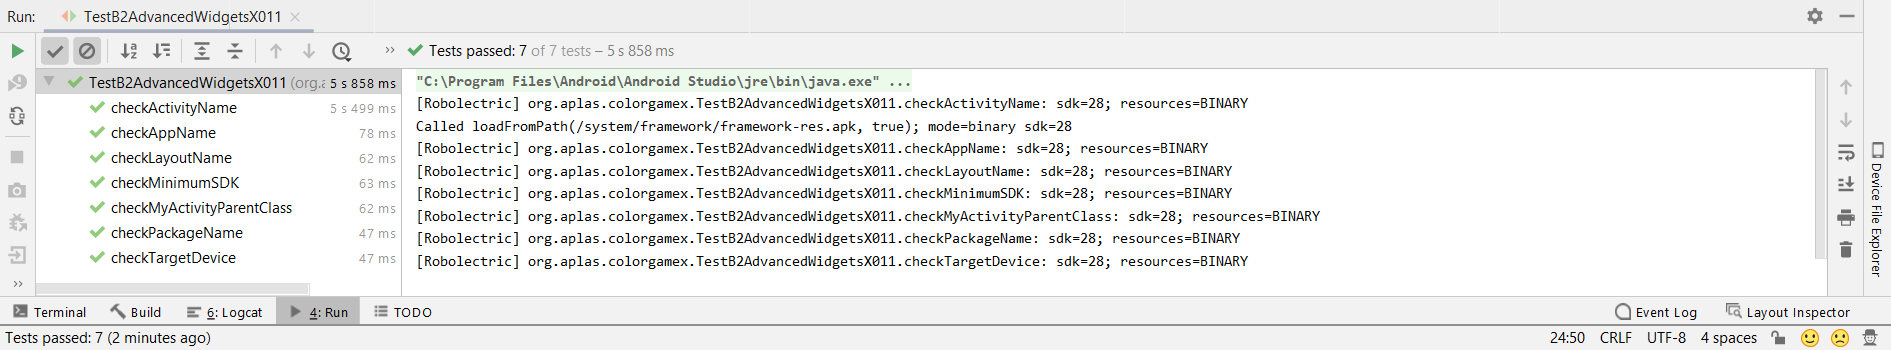 Run: TestB2AdvancedWidgetsX011
Tests passed: 7 of 7 tests – 5 s 858 ms
TestB2AdvancedWidgetsX011 (org.a 5 s 858 ms
checkActivityName 5 s 499 ms
checkAppName 78 ms
checkLayoutName 62 ms
checkMinimumSDK 63 ms
checkMyActivityParentClass 62 ms
checkPackageName 47 ms
checkTargetDevice 47 ms
"C:\Program Files\Android\Android Studio\jre\bin\java.exe" ...
[Robolectric] org.aplas.colorgamex.TestB2AdvancedWidgetsX011.checkActivityName: sdk=28; resources=BINARY
Called loadFromPath(/system/framework/framework-res.apk, true); mode=binary sdk=28
[Robolectric] org.aplas.colorgamex.TestB2AdvancedWidgetsX011.checkAppName: sdk=28; resources=BINARY
[Robolectric] org.aplas.colorgamex.TestB2AdvancedWidgetsX011.checkLayoutName: sdk=28; resources=BINARY
[Robolectric] org.aplas.colorgamex.TestB2AdvancedWidgetsX011.checkMinimumSDK: sdk=28; resources=BINARY
[Robolectric] org.aplas.colorgamex.TestB2AdvancedWidgetsX011.checkMyActivityParentClass: sdk=28; resources=BINARY
[Robolectric] org.aplas.colorgamex.TestB2AdvancedWidgetsX011.checkPackageName: sdk=28; resources=BINARY
[Robolectric] org.aplas.colorgamex.TestB2AdvancedWidgetsX011.checkTargetDevice: sdk=28; resources=BINARY
Device File Explorer
Terminal Build 6: Logcat 4: Run TODO Event Log Layout Inspector
Tests passed: 7 (2 minutes ago) 24:50 CRLF UTF-8 4 spaces